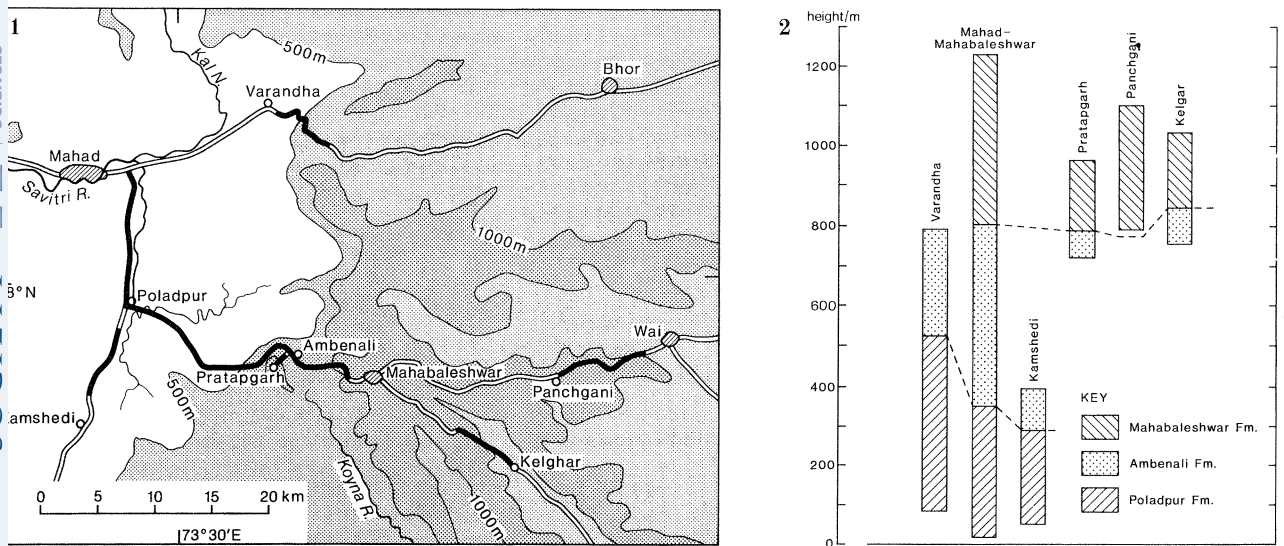 1
500m
Kal N.
Varandha
Bhor
Mahad
Savitri R.
1000m
8°N
Poladpur
Wai
Ambenali
Pratapgarh
Mahabaleshwar
Panchgani
500m
amshedi
Kelghar
Koyna R.
1000m
0 5 10 15 20 km
73°30'E
2
height/m
Mahad–
Mahabaleshwar
Panchgani
Pratapgarh
Kelgar
Varandha
Kamshedi
1200
1000
800
600
400
200
0
KEY
Mahabaleshwar Fm.
Ambenali Fm.
Poladpur Fm.